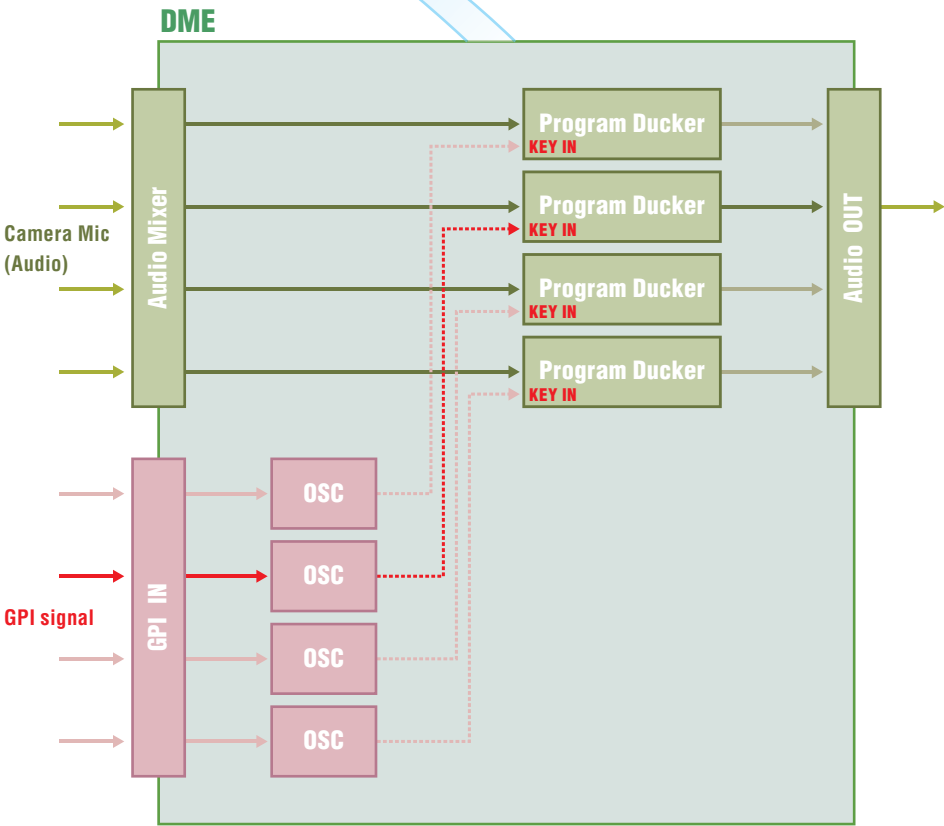 DME
Program Ducker
KEY IN
Program Ducker
KEY IN
Camera Mic
(Audio)
Audio Mixer
Program Ducker
KEY IN
Audio OUT
Program Ducker
KEY IN
OSC
OSC
GPI signal
GPI IN
OSC
OSC